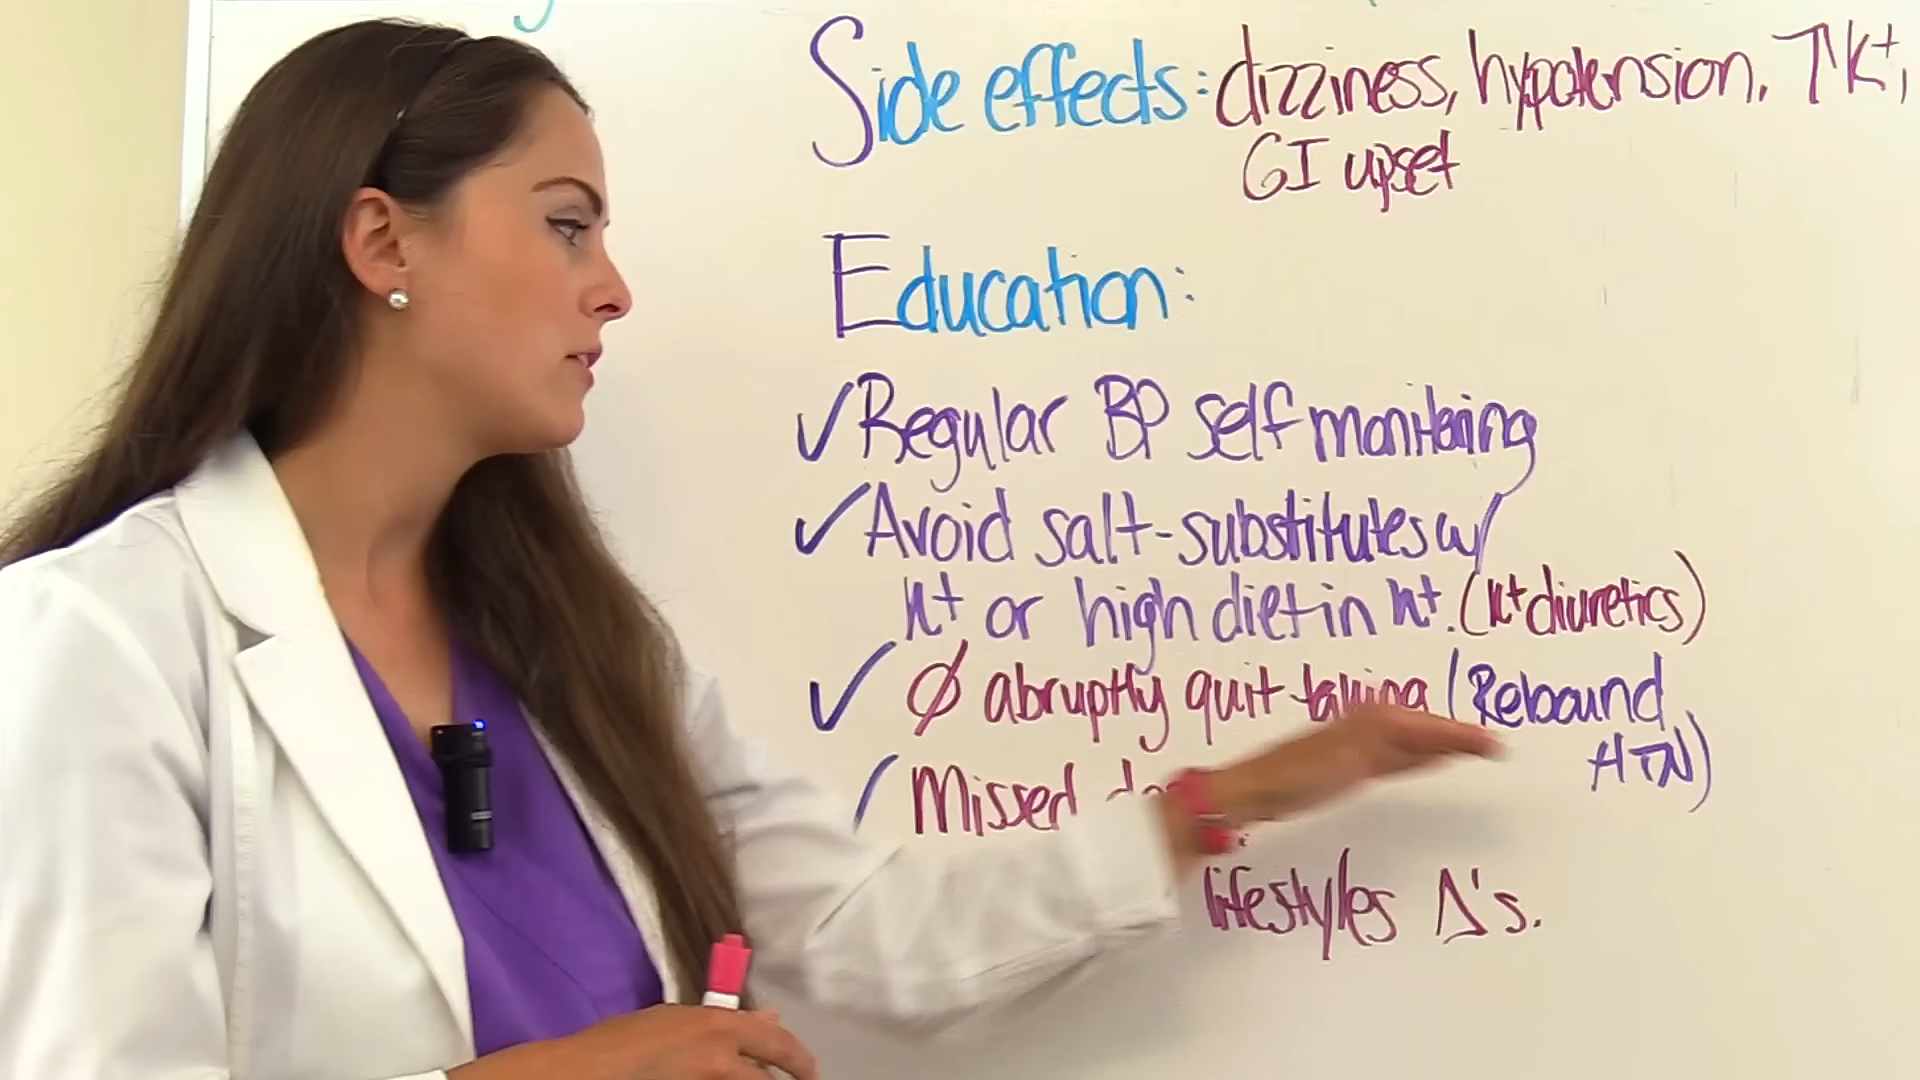 Side effects: dizziness, hypotension, ↑K+,
GI upset
Education:
✓ Regular BP self monitoring
✓ Avoid salt-substitutes w/
K+ or high diet in K+. (K+ diuretics)
✓ Ø abruptly quit taking (Rebound
HTN)
✓ Missed
lifestyles Δ's.